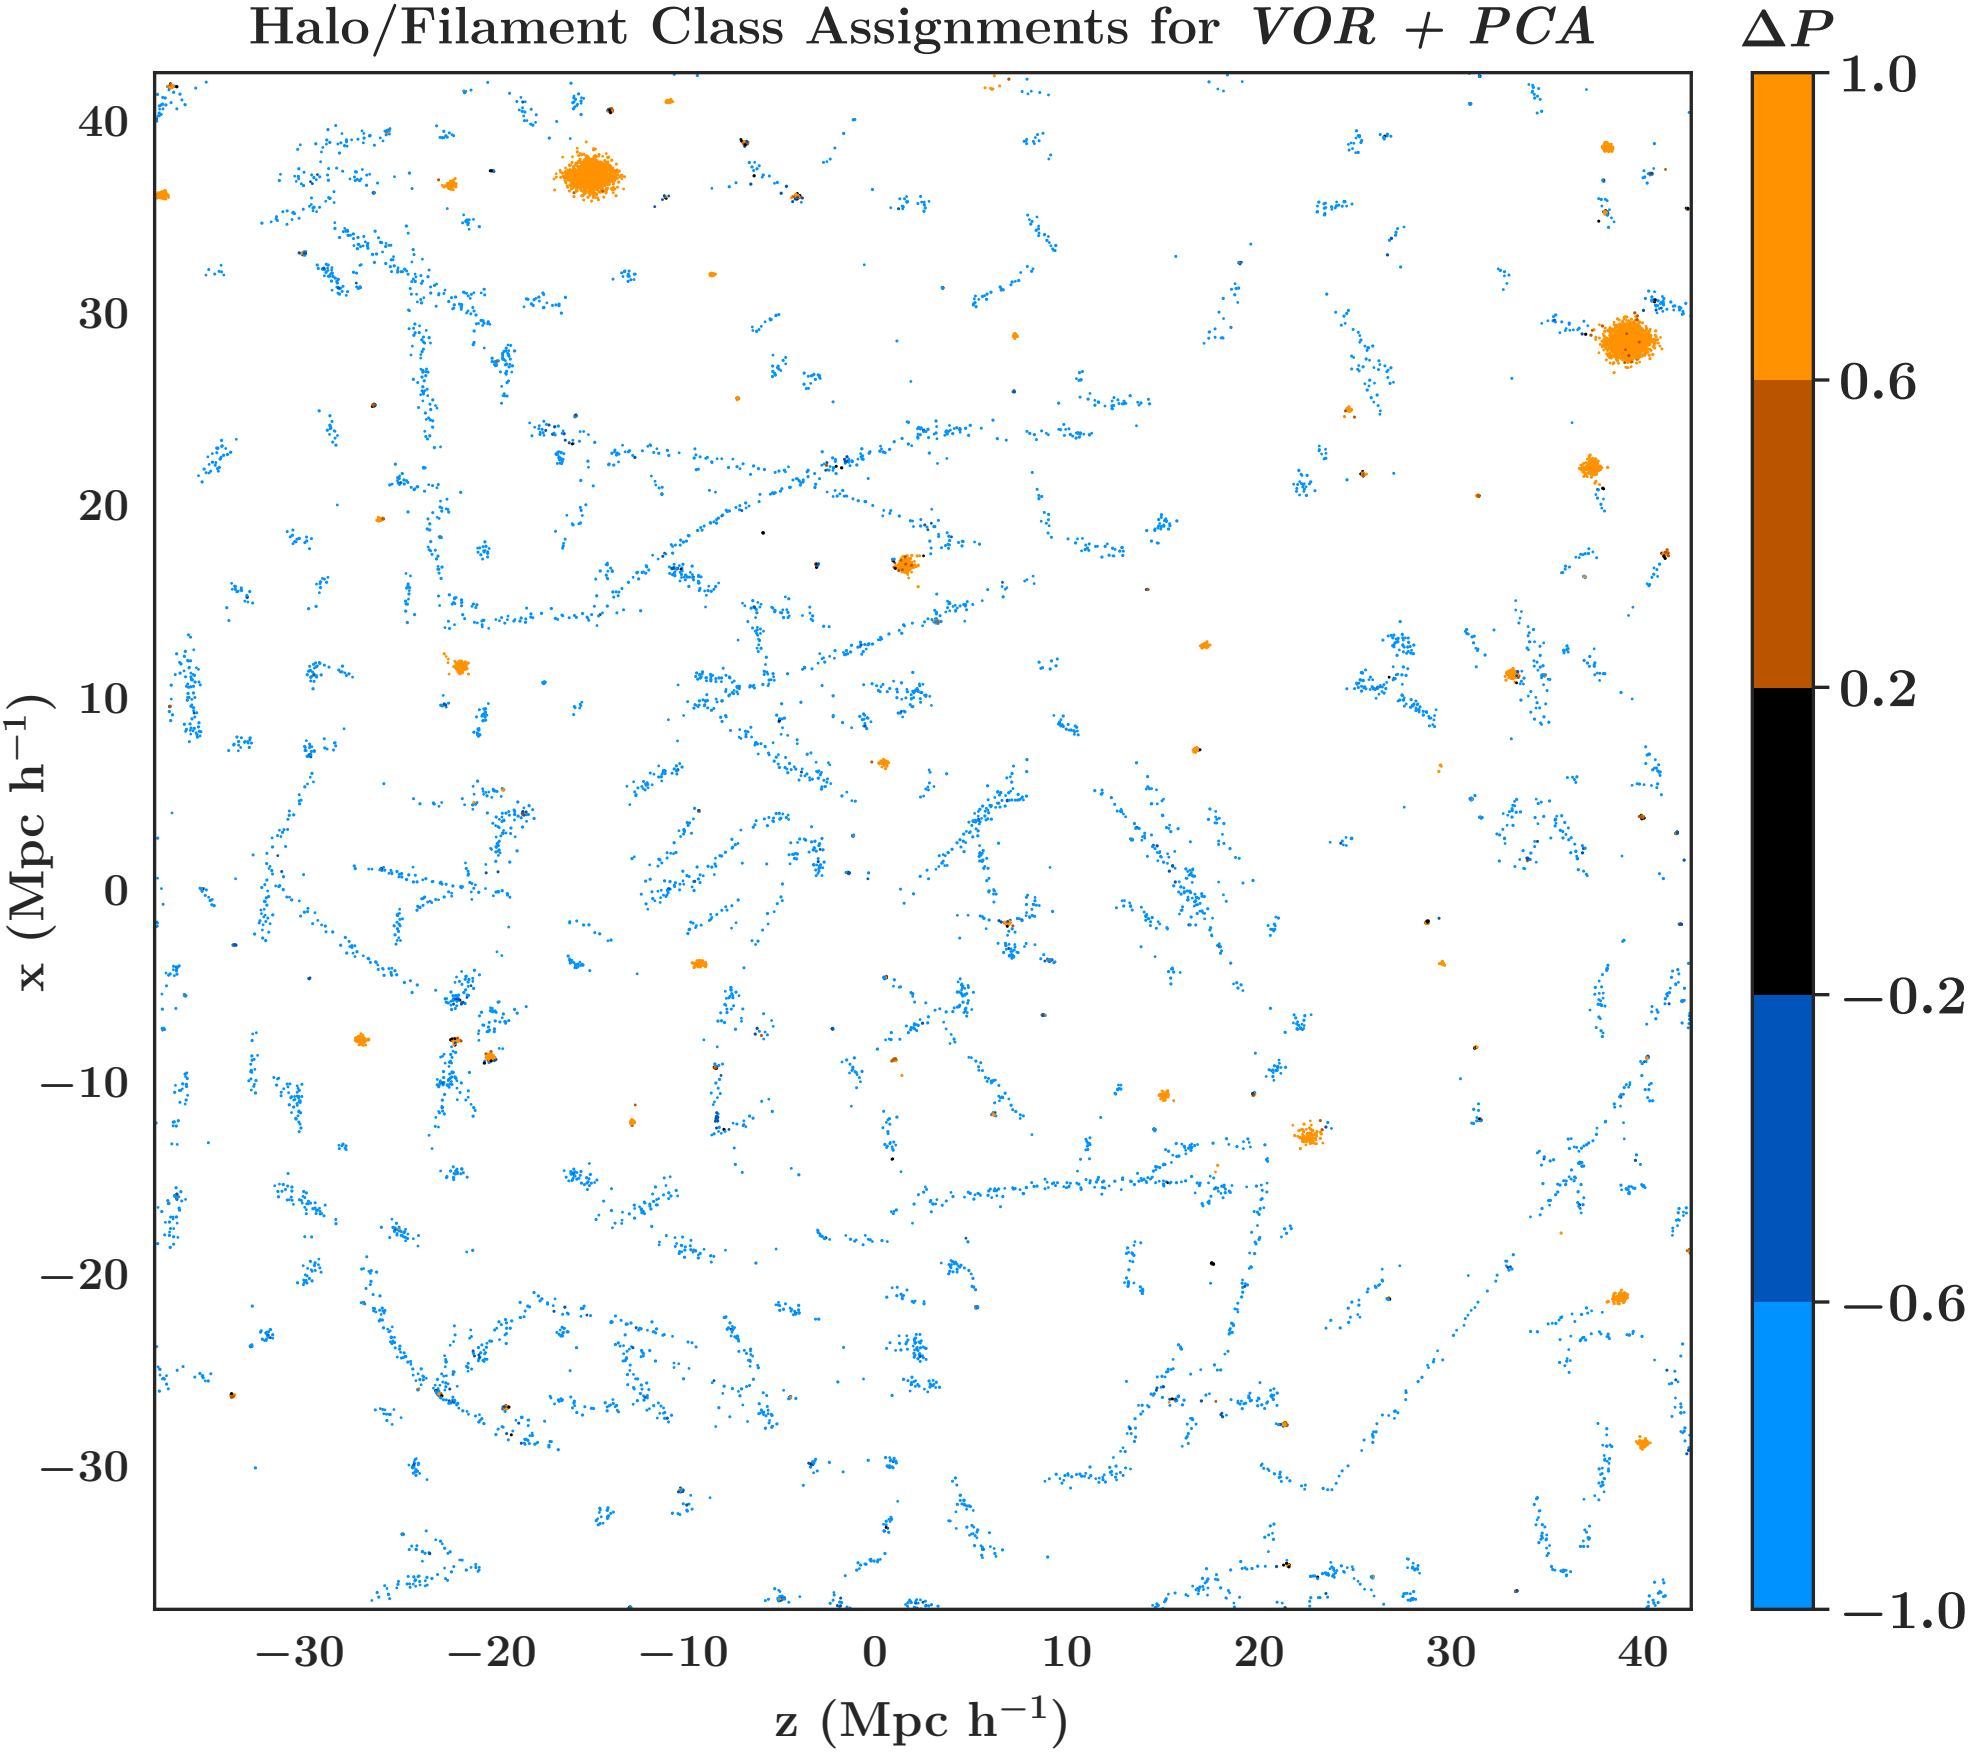 Halo/Filament Class Assignments for VOR + PCA
ΔP
1.0
0.6
0.2
−0.2
−0.6
−1.0
40
30
20
10
0
−10
−20
−30
x (Mpc h⁻¹)
−30 −20 −10 0 10 20 30 40
z (Mpc h⁻¹)